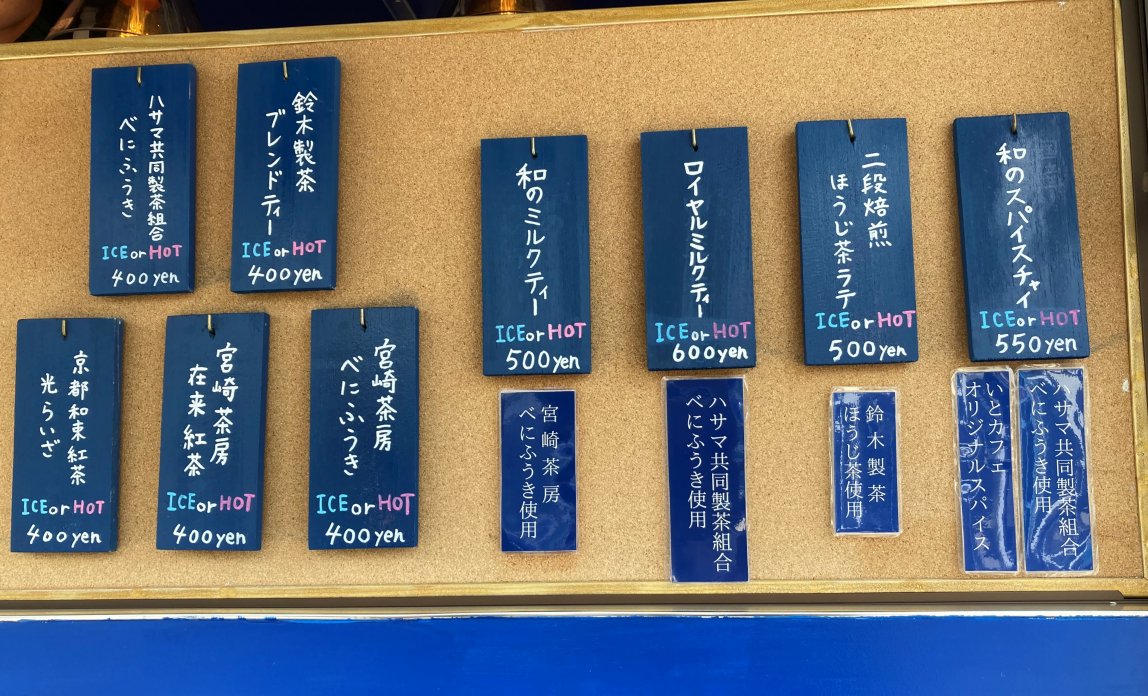 ハサマ共同製茶組合
べにふうき
ICE or HOT
400yen
鈴木製茶
ブレンドティー
ICE or HOT
400yen
京都和束紅茶
光らいざ
ICE or HOT
400yen
宮崎茶房
在来紅茶
ICE or HOT
400yen
宮崎茶房
べにふうき
ICE or HOT
400yen
和のミルクティー
ICE or HOT
500yen
宮崎茶房
べにふうき使用
ロイヤルミルクティ
ICE or HOT
600yen
ハサマ共同製茶組合
べにふうき使用
二段焙煎
ほうじ茶ラテ
ICE or HOT
500yen
鈴木製茶
ほうじ茶使用
和のスパイスチャイ
ICE or HOT
550yen
ハサマ共同製茶組合
べにふうき使用
いとカフェ
オリジナルスパイス